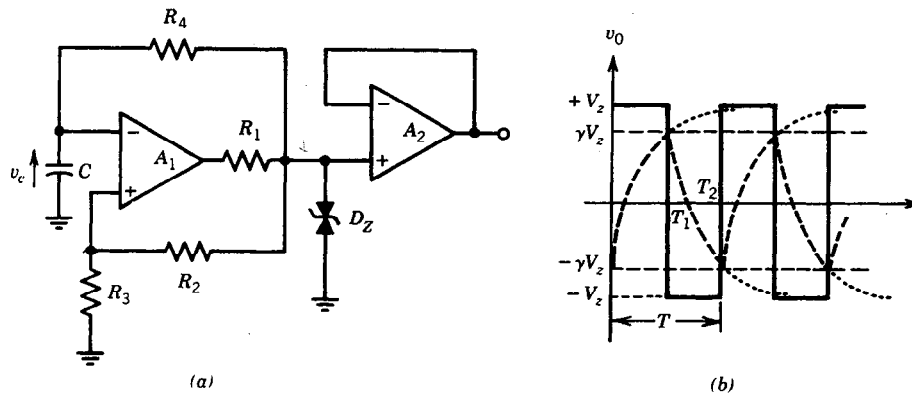 R4
R1
A1
−
+
vc
C
R2
R3
DZ
A2
−
+
(a)
v0
+ Vz
γVz
T2
T1
− γVz
− Vz
T
(b)